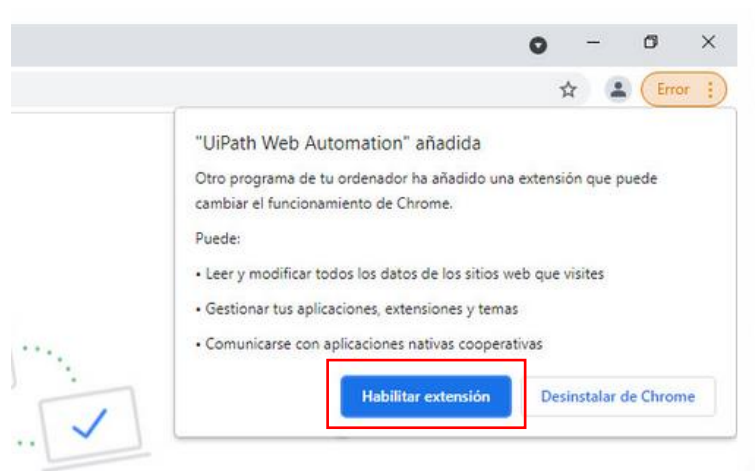 Error
"UiPath Web Automation" añadida
Otro programa de tu ordenador ha añadido una extensión que puede
cambiar el funcionamiento de Chrome.
Puede:
• Leer y modificar todos los datos de los sitios web que visites
• Gestionar tus aplicaciones, extensiones y temas
• Comunicarse con aplicaciones nativas cooperativas
Habilitar extensión Desinstalar de Chrome